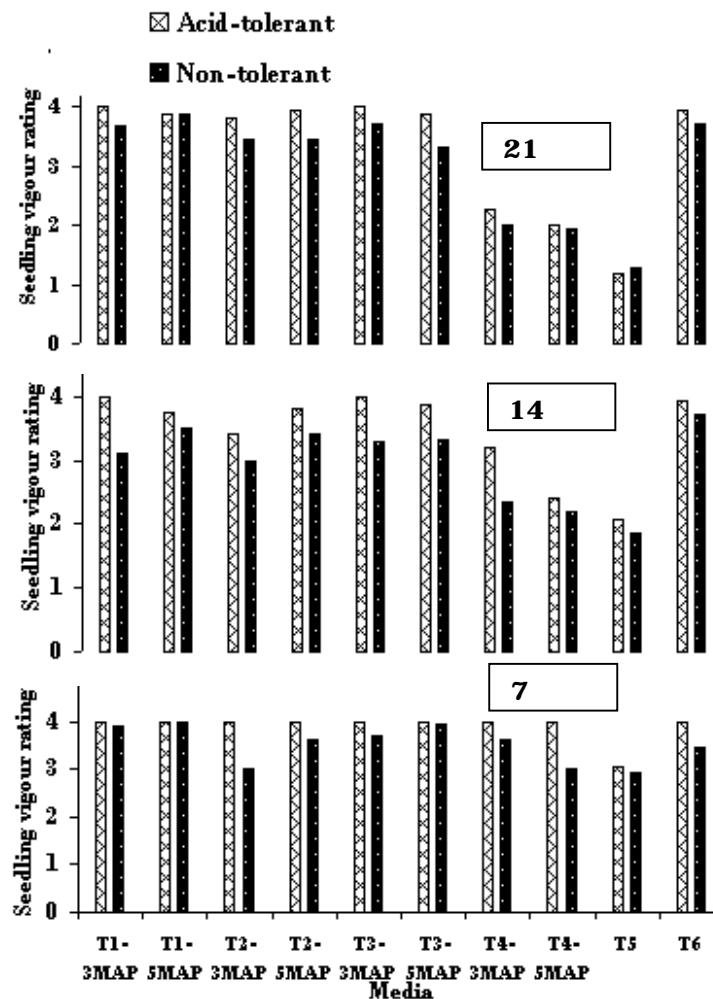 Acid-tolerant
Non-tolerant
Seedling vigour rating
4
3
2
1
0
21
Seedling vigour rating
4
3
2
1
0
14
Seedling vigour rating
4
3
2
1
0
7
T1- T1- T2- T2- T3- T3- T4- T4- T5 T6
3MAP 5MAP 3MAP 5MAP 3MAP 5MAP 3MAP 5MAP
Media